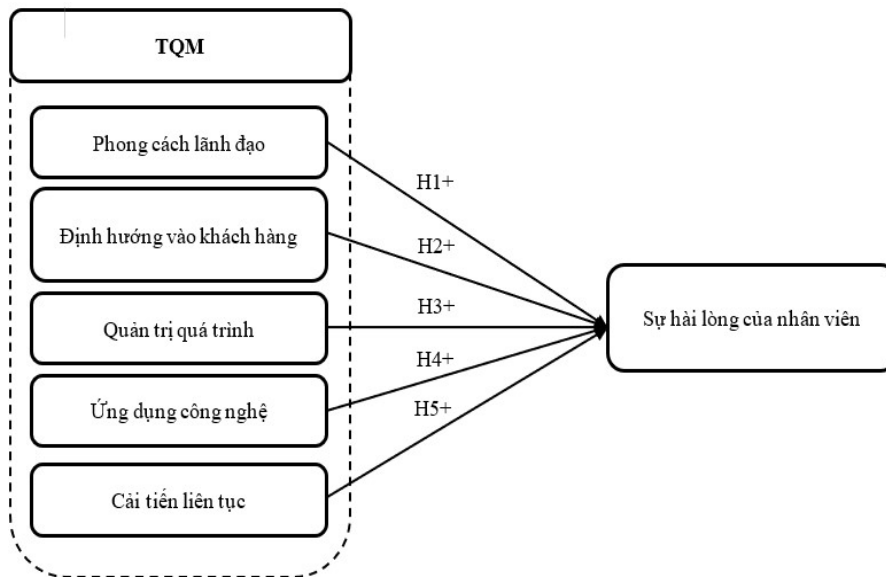 TQM
Phong cách lãnh đạo
H1+
Định hướng vào khách hàng
H2+
Quản trị quá trình
H3+
Sự hài lòng của nhân viên
Ứng dụng công nghệ
H4+
H5+
Cải tiến liên tục